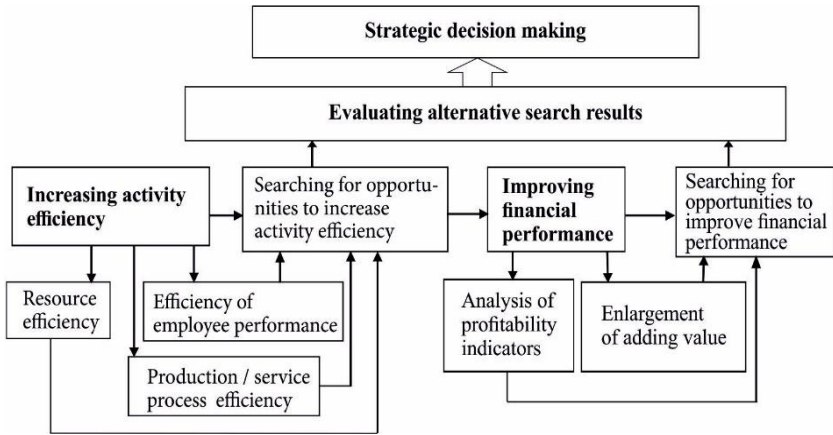 Strategic decision making
Evaluating alternative search results
Increasing activity
efficiency
Searching for opportu-
nities to increase
activity efficiency
Improving
financial
performance
Searching for
opportunities to
improve financial
performance
Resource
efficiency
Efficiency of
employee performance
Production / service
process efficiency
Analysis of
profitability
indicators
Enlargement
of adding value